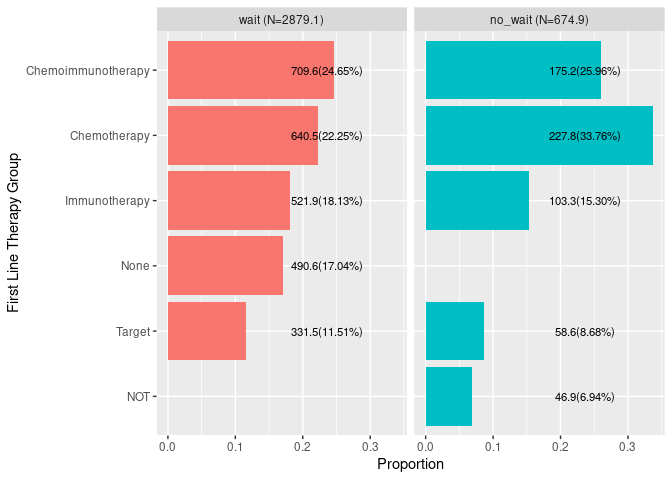 wait (N=2879.1)
no_wait (N=674.9)
First Line Therapy Group
Chemoimmunotherapy
709.6(24.65%)
175.2(25.96%)
Chemotherapy
640.5(22.25%)
227.8(33.76%)
Immunotherapy
521.9(18.13%)
103.3(15.30%)
None
490.6(17.04%)
Target
331.5(11.51%)
58.6(8.68%)
NOT
46.9(6.94%)
0.0
0.1
0.2
0.3
0.0
0.1
0.2
0.3
Proportion